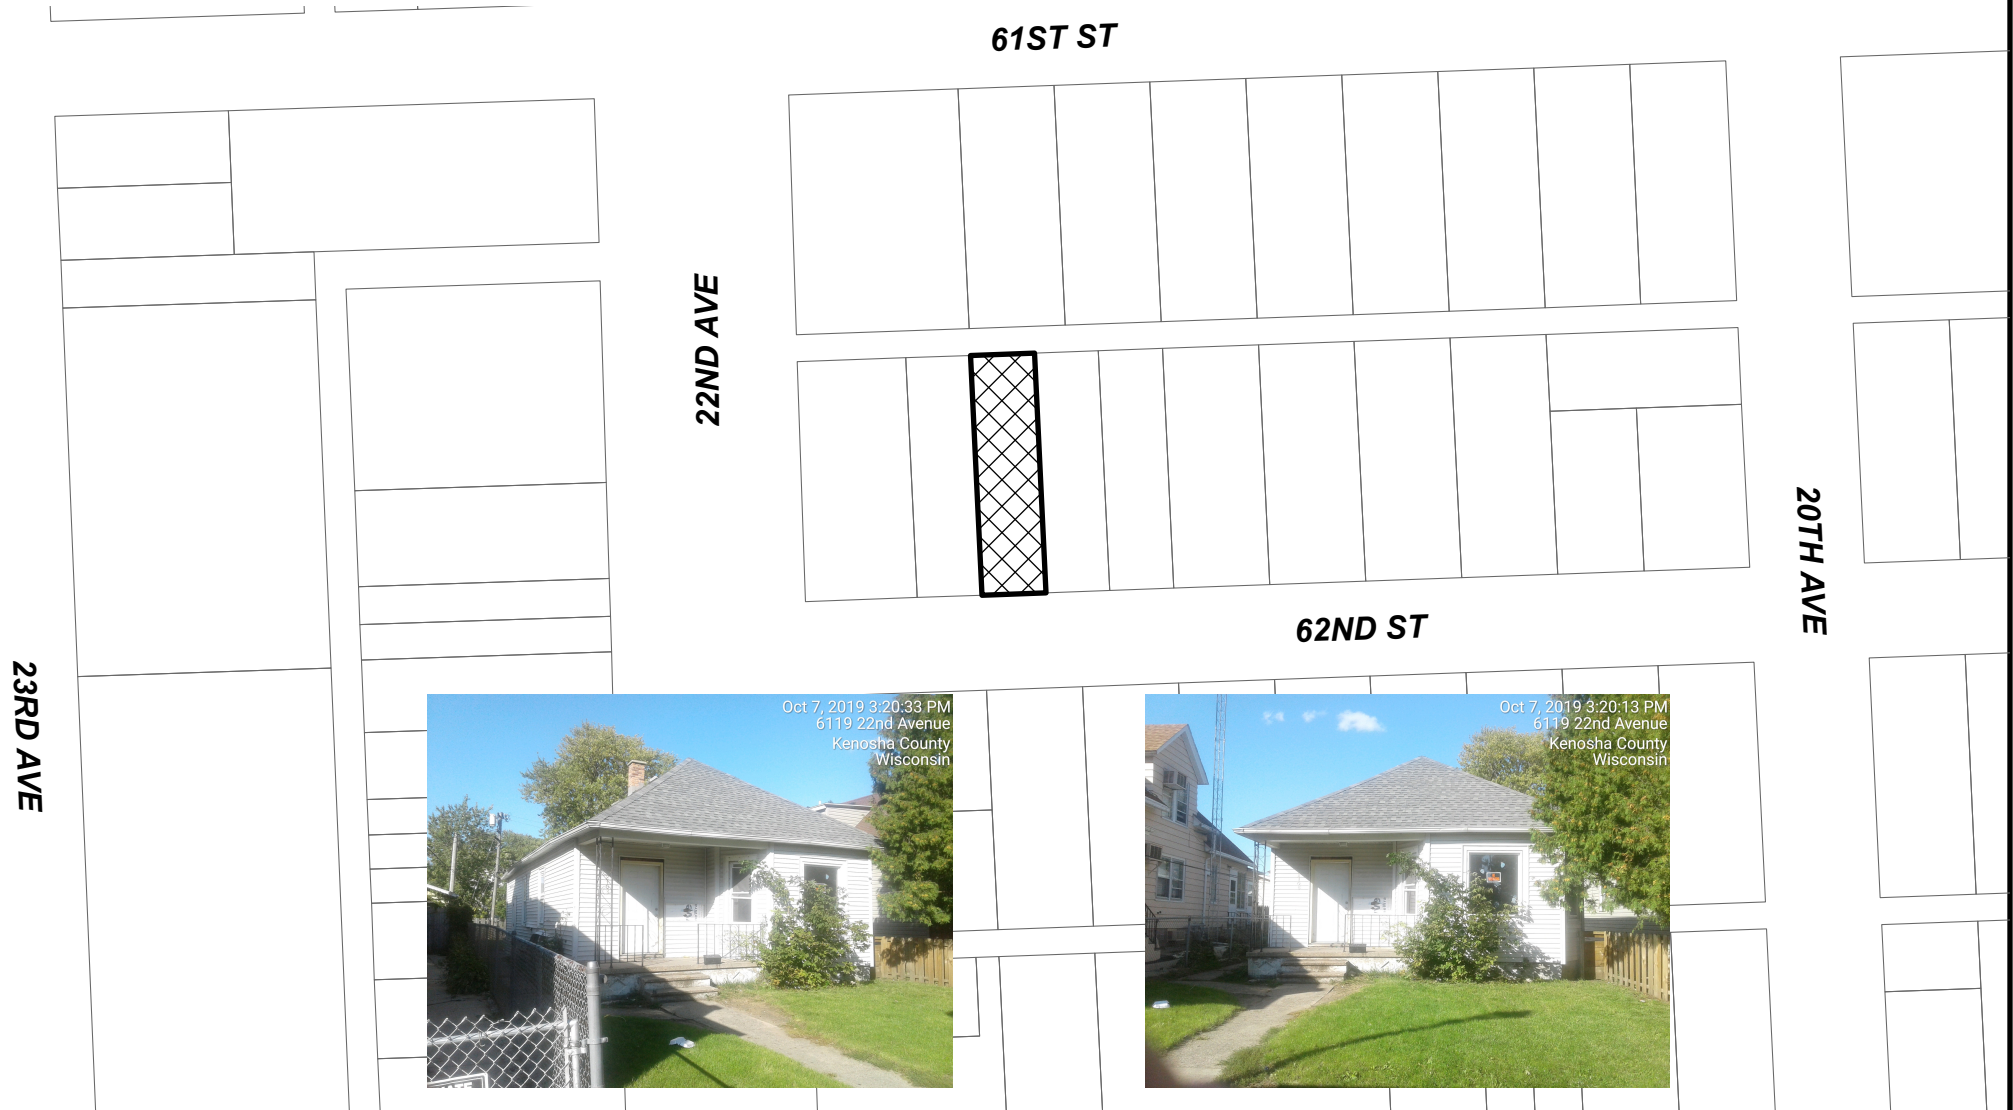 61ST ST
22ND AVE
20TH AVE
62ND ST
23RD AVE
Oct 7, 2019 3:20:33 PM
6119 22nd Avenue
Kenosha County
Wisconsin
Oct 7, 2019 3:20:13 PM
6119 22nd Avenue
Kenosha County
Wisconsin